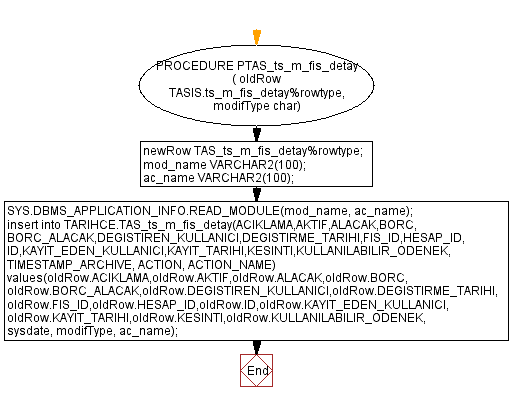 PROCEDURE PTAS_ts_m_fis_detay
( oldRow
TASIS.ts_m_fis_detay%rowtype,
modifType char)
newRow TAS_ts_m_fis_detay%rowtype;
mod_name VARCHAR2(100);
ac_name VARCHAR2(100);
SYS.DBMS_APPLICATION_INFO.READ_MODULE(mod_name, ac_name);
insert into TARIHCE.TAS_ts_m_fis_detay(ACIKLAMA,AKTIF,ALACAK,BORC,
BORC_ALACAK,DEGISTIREN_KULLANICI,DEGISTIRME_TARIHI,FIS_ID,HESAP_ID,
ID,KAYIT_EDEN_KULLANICI,KAYIT_TARIHI,KESINTI,KULLANILABILIR_ODENEK,
TIMESTAMP_ARCHIVE, ACTION, ACTION_NAME)
values(oldRow.ACIKLAMA,oldRow.AKTIF,oldRow.ALACAK,oldRow.BORC,
oldRow.BORC_ALACAK,oldRow.DEGISTIREN_KULLANICI,oldRow.DEGISTIRME_TARIHI,
oldRow.FIS_ID,oldRow.HESAP_ID,oldRow.ID,oldRow.KAYIT_EDEN_KULLANICI,
oldRow.KAYIT_TARIHI,oldRow.KESINTI,oldRow.KULLANILABILIR_ODENEK,
sysdate, modifType, ac_name);
End